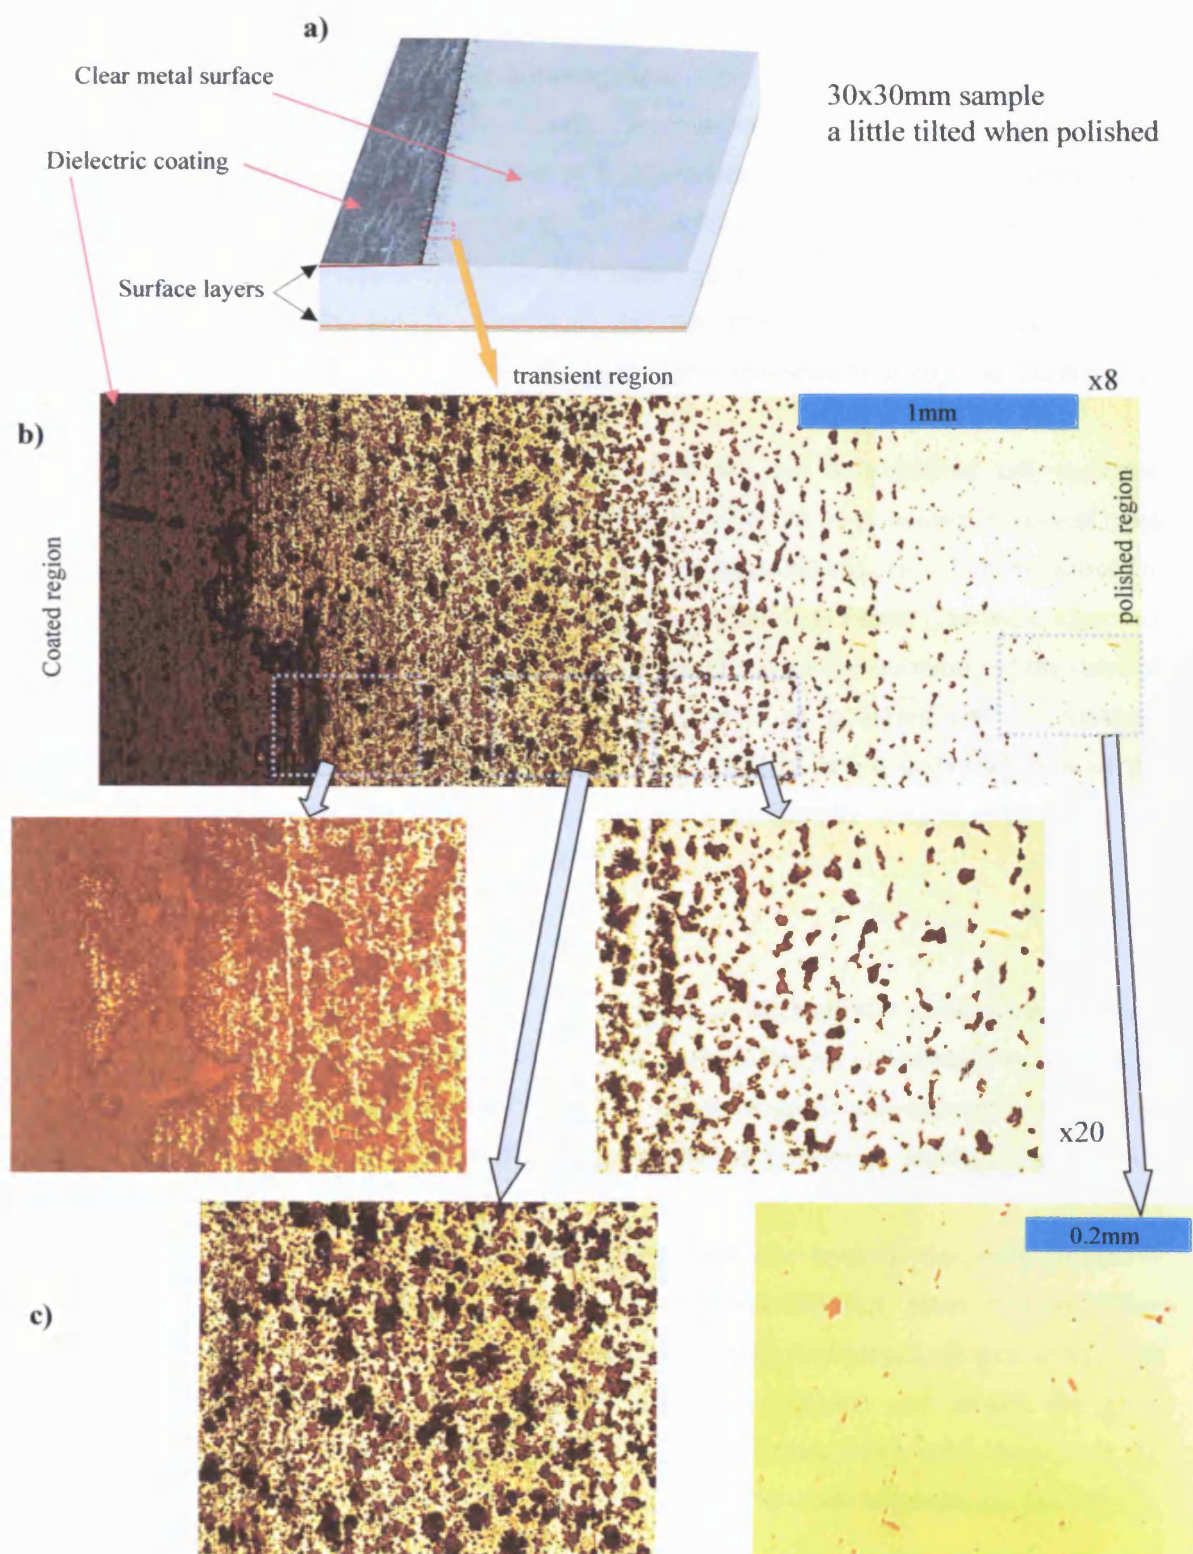 a)
Clear metal surface
30x30mm sample
a little tilted when polished
Dielectric coating
Surface layers
transient region
x8
1mm
b)
Coated region
polished region
x20
0.2mm
c)